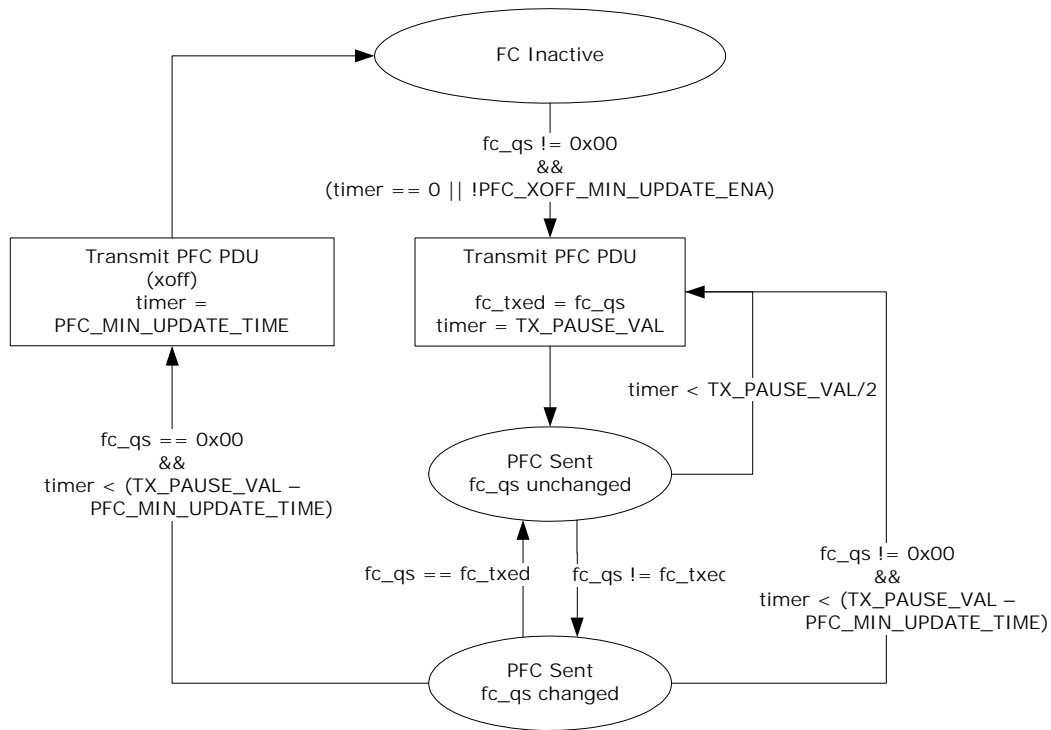 FC Inactive
fc_qs != 0x00
&&
(timer == 0 || !PFC_XOFF_MIN_UPDATE_ENA)
Transmit PFC PDU
(xoff)
timer =
PFC_MIN_UPDATE_TIME
Transmit PFC PDU
fc_txed = fc_qs
timer = TX_PAUSE_VAL
timer < TX_PAUSE_VAL/2
fc_qs == 0x00
&&
timer < (TX_PAUSE_VAL –
PFC_MIN_UPDATE_TIME)
PFC Sent
fc_qs unchanged
fc_qs == fc_txed
fc_qs != fc_txed
fc_qs != 0x00
&&
timer < (TX_PAUSE_VAL –
PFC_MIN_UPDATE_TIME)
PFC Sent
fc_qs changed